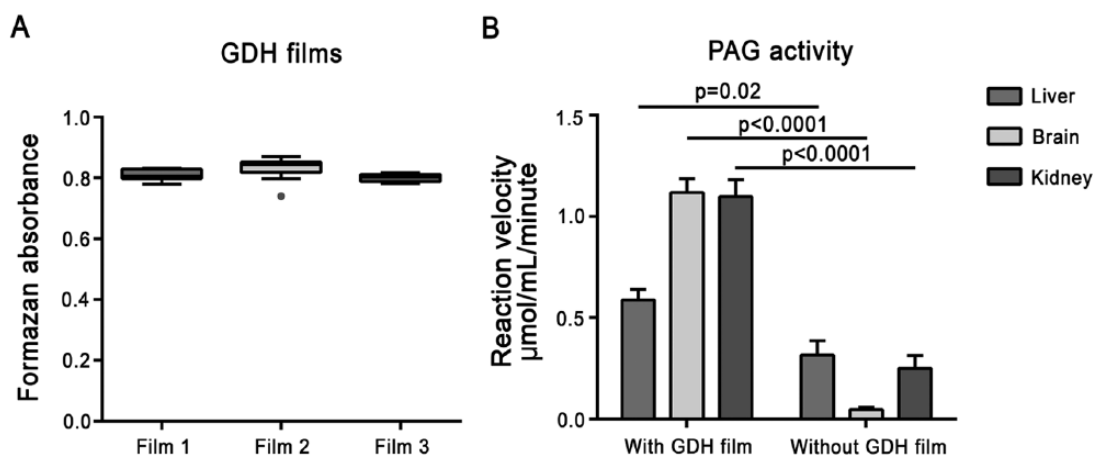 A
GDH films
Formazan absorbance
1.0
0.8
0.6
0.4
0.2
0.0
Film 1
Film 2
Film 3
B
PAG activity
Reaction velocity
µmol/mL/minute
1.5
1.0
0.5
0.0
p=0.02
p<0.0001
p<0.0001
With GDH film
Without GDH film
Liver
Brain
Kidney